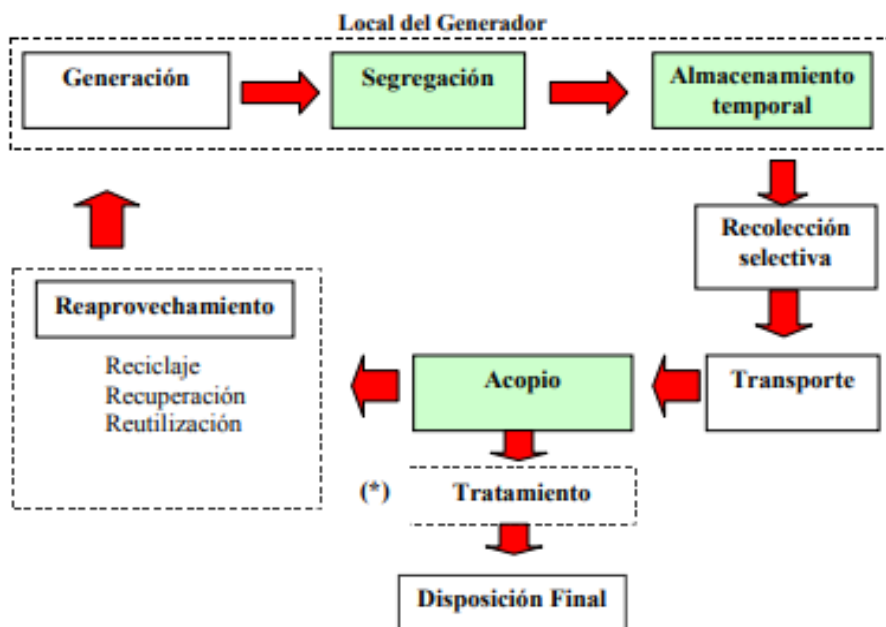 Local del Generador
Generación
Segregación
Almacenamiento
temporal
Recolección
selectiva
Reaprovechamiento
Reciclaje
Recuperación
Reutilización
Acopio
Transporte
(*)
Tratamiento
Disposición Final